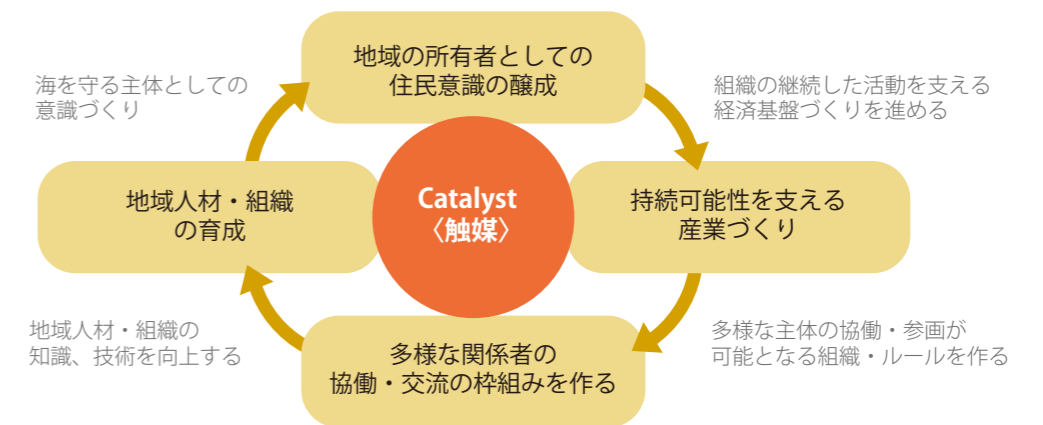 地域の所有者としての
住民意識の醸成
海を守る主体としての
意識づくり
組織の継続した活動を支える
経済基盤づくりを進める
地域人材・組織
の育成
Catalyst
〈触媒〉
持続可能性を支える
産業づくり
地域人材・組織の
知識、技術を向上する
多様な関係者の
協働・交流の枠組みを作る
多様な主体の協働・参画が
可能となる組織・ルールを作る